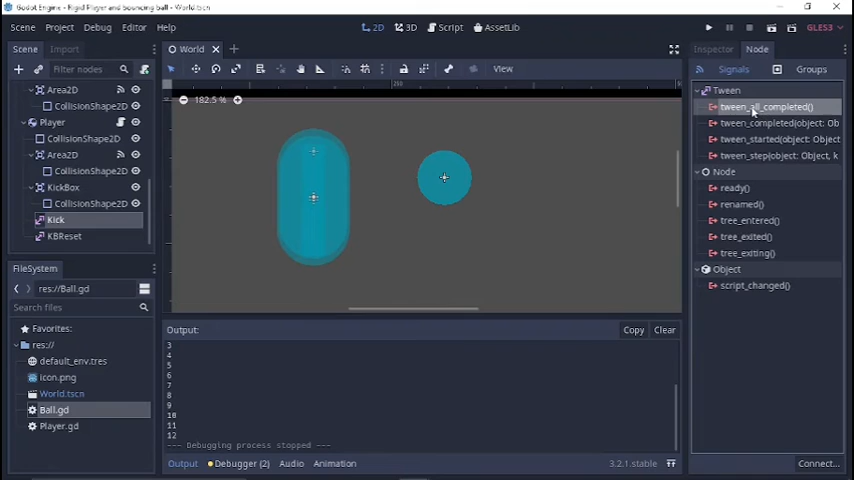 Godot Engine - Rigid Player and Bouncing Ball - World.tscn
Scene Project Debug Editor Help
2D 3D Script AssetLib
GLES3
Scene Import
World
Inspector Node
Filter nodes
View
Signals Groups
250
182.5 %
Area2D
CollisionShape2D
Player
CollisionShape2D
Area2D
CollisionShape2D
KickBox
CollisionShape2D
Kick
KBReset
Tween
tween_all_completed()
tween_completed(object: Ob
tween_started(object: Object
tween_step(object: Object, k
Node
ready()
renamed()
tree_entered()
tree_exited()
tree_exiting()
Object
script_changed()
FileSystem
res://Ball.gd
Search files
Favorites:
res://
default_env.tres
icon.png
World.tscn
Ball.gd
Player.gd
Output:
Copy Clear
3
4
5
6
7
8
9
10
11
12
--- Debugging process stopped ---
Output Debugger (2) Audio Animation
3.2.1.stable
Connect...